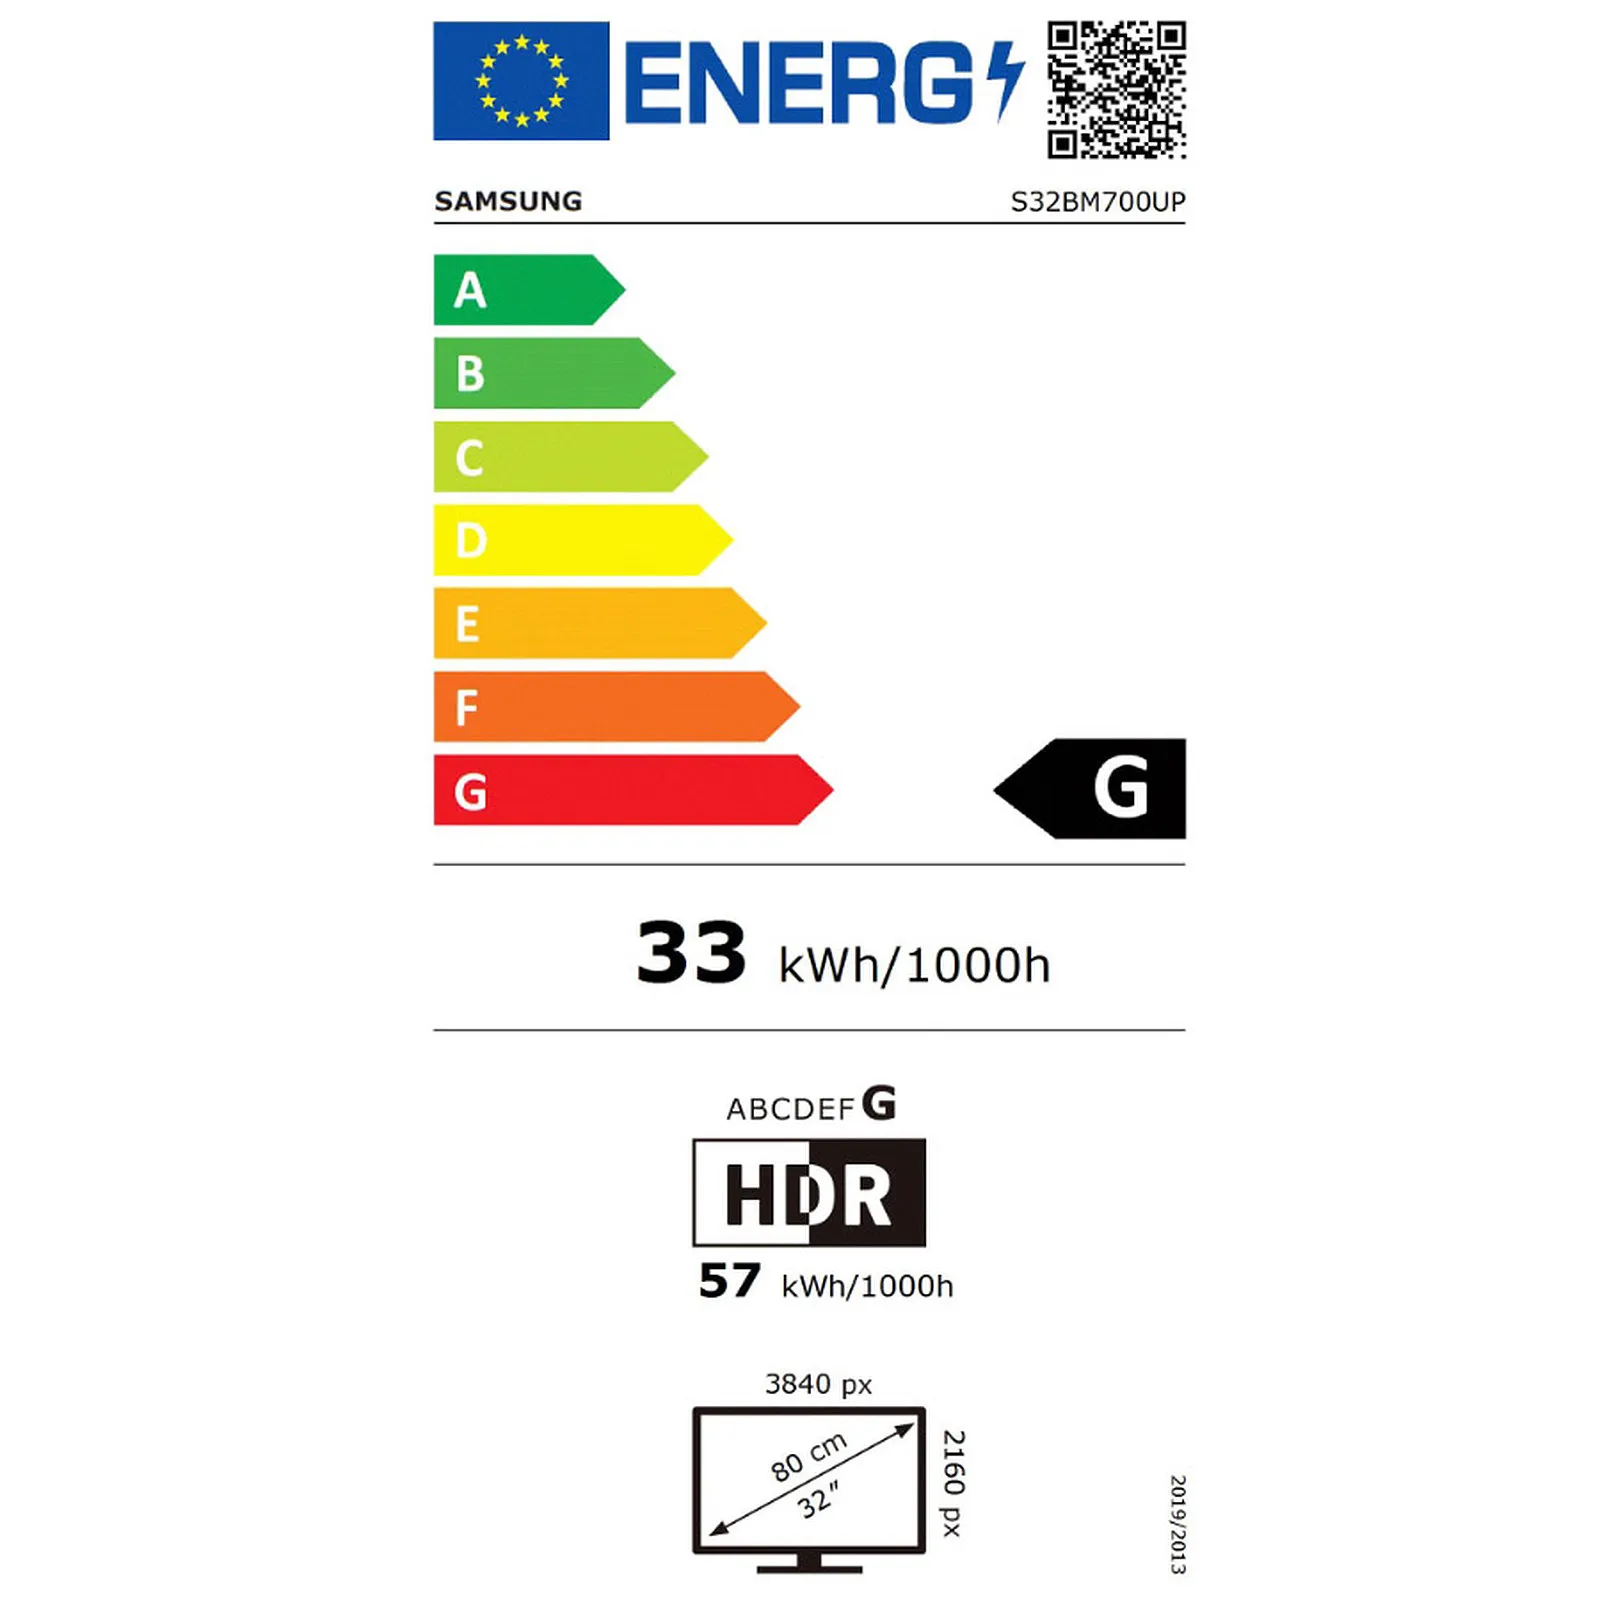 ENERG
SAMSUNG S32BM700UP
A
B
C
D
E
F
G
G
33 kWh/1000h
ABCDEFG
HDR
57 kWh/1000h
3840 px
80 cm
32"
2160 px
2019/2013